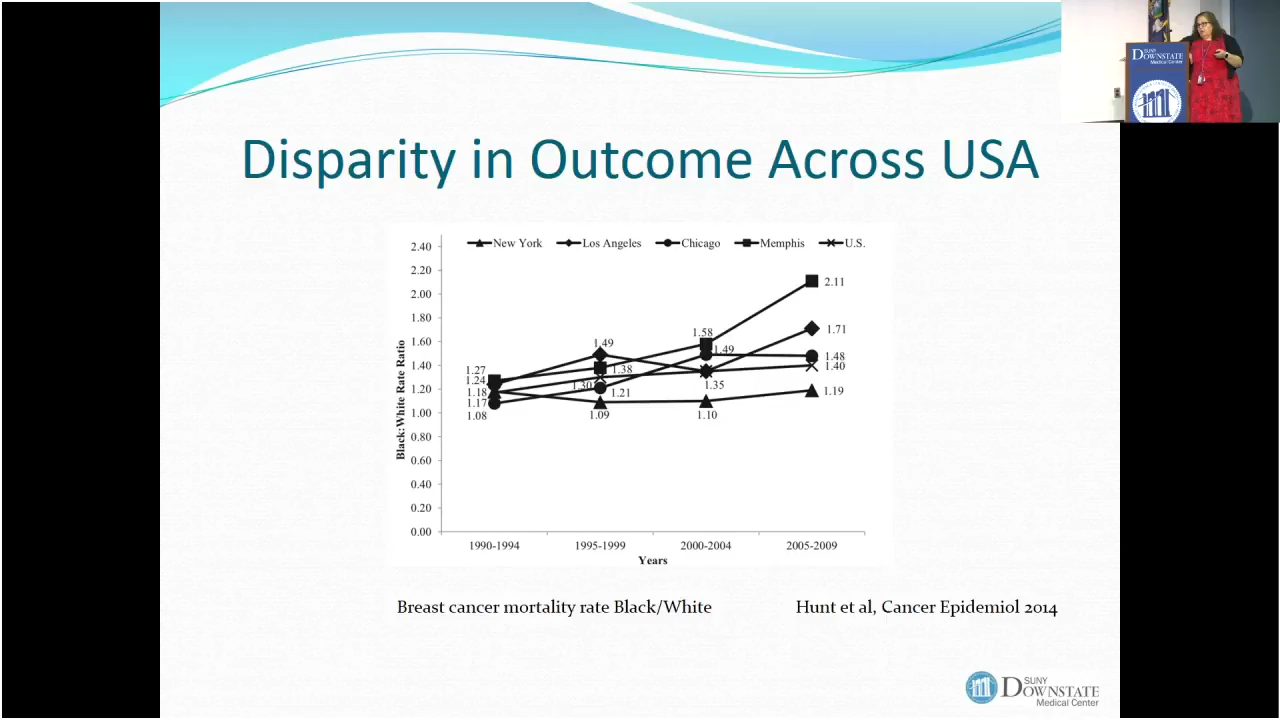 SUNY
DOWNSTATE
Medical Center
Disparity in Outcome Across USA
New York Los Angeles Chicago Memphis U.S.
Black:White Rate Ratio
2.40
2.20
2.00
1.80
1.60
1.40
1.20
1.00
0.80
0.60
0.40
0.20
0.00
1.27
1.24
1.18
1.17
1.08
1.49
1.38
1.30
1.21
1.09
1.58
1.49
1.35
1.10
2.11
1.71
1.48
1.40
1.19
1990-1994 1995-1999 2000-2004 2005-2009
Years
Breast cancer mortality rate Black/White Hunt et al, Cancer Epidemiol 2014
SUNY
DOWNSTATE
Medical Center